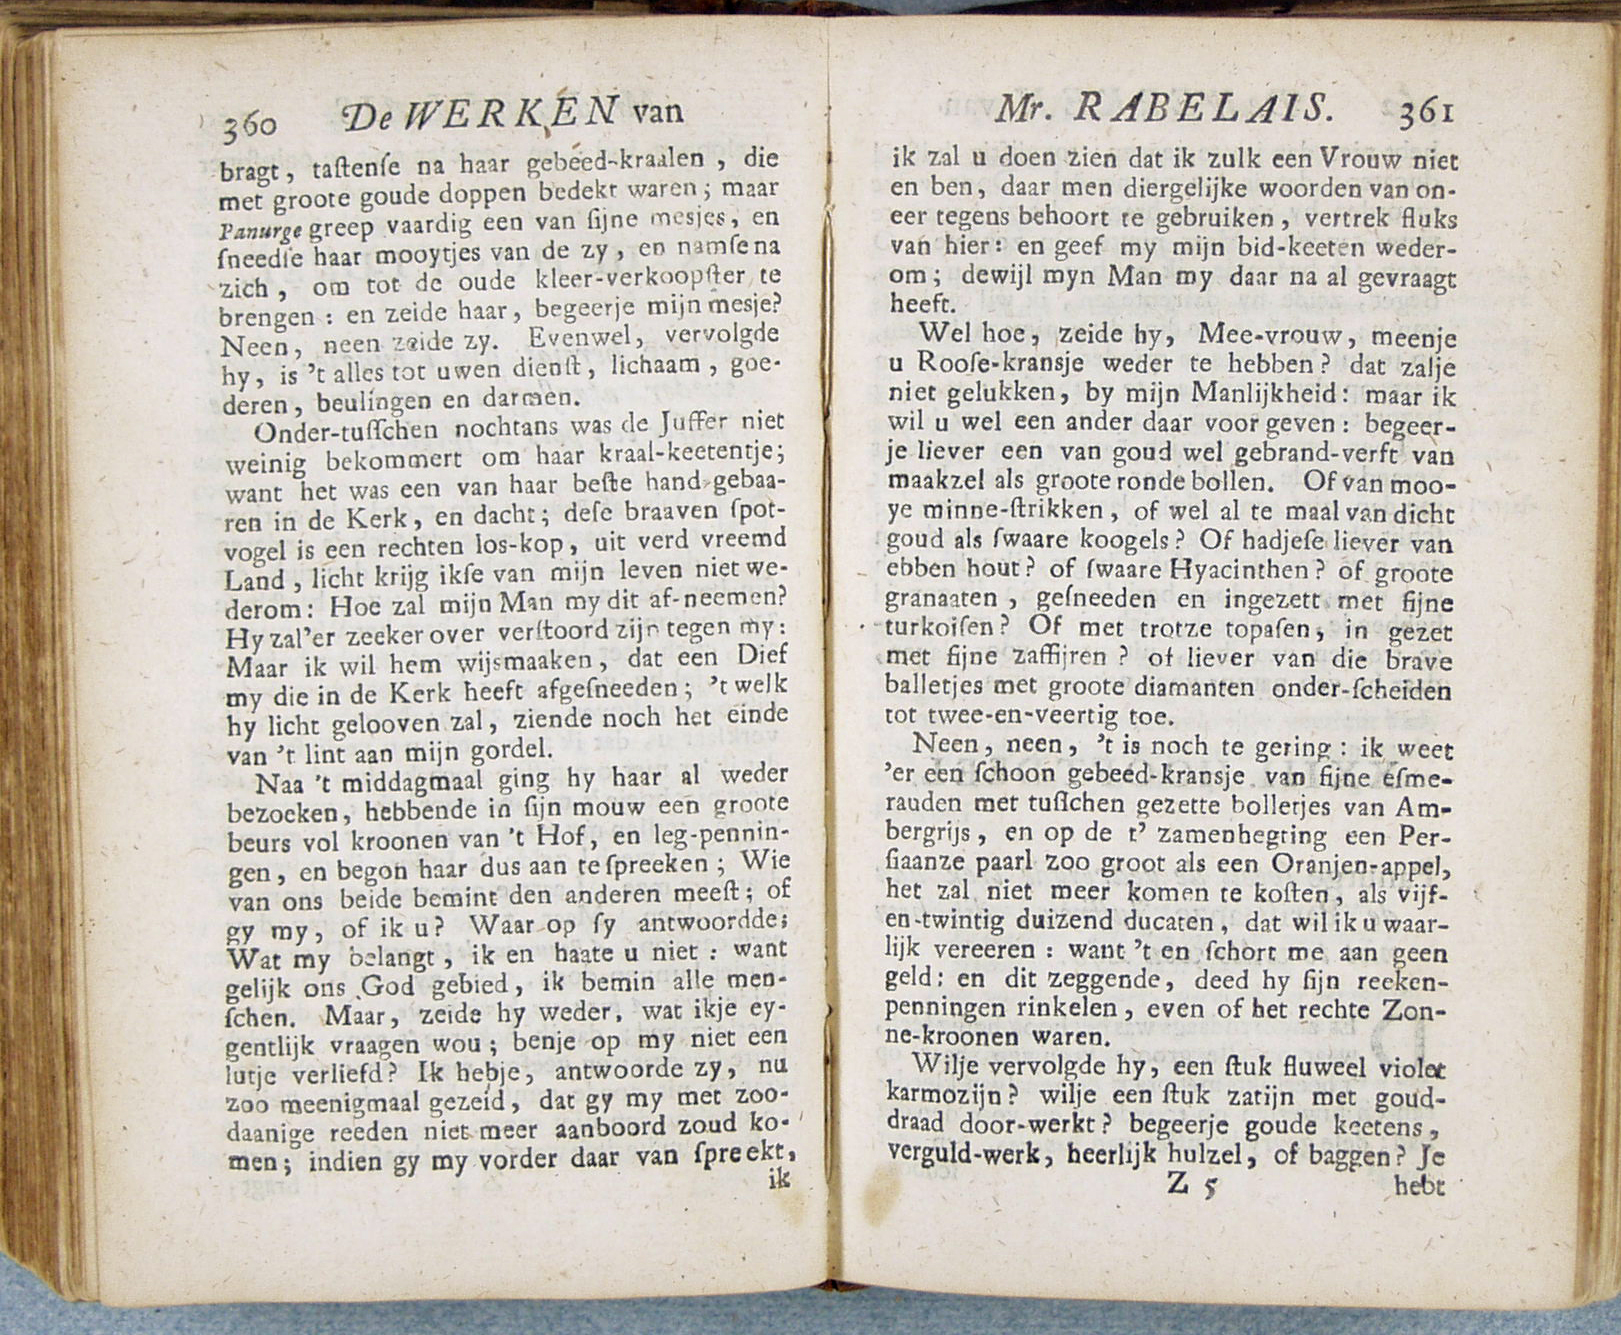 360 De WERKEN van
bragt, taſtenſe na haar gebeed-kraalen, die
met groote goude doppen bedekt waren; maar
Panurge greep vaardig een van ſijne mesjes, en
ſneedſe haar mooytjes van de zy, en namſe na
zich, om tot de oude kleer-verkoopſter te
brengen: en zeide haar, begeerje mijn mesje?
Neen, neen zeide zy. Evenwel, vervolgde
hy, is 't alles tot uwen dienſt, lichaam, goe-
deren, beulingen en darmen.
Onder-tuſſchen nochtans was de Juffer niet
weinig bekommert om haar kraal-keetentje;
want het was een van haar beſte hand-gebaa-
ren in de Kerk, en dacht; deſe braaven ſpot-
vogel is een rechten los-kop, uit verd vreemd
Land, licht krijg ikſe van mijn leven niet we-
derom: Hoe zal mijn Man my dit af-neemen?
Hy zal'er zeeker over verſtoord zijn tegen my:
Maar ik wil hem wijsmaaken, dat een Dief
my die in de Kerk heeft afgeſneeden; 't welk
hy licht gelooven zal, ziende noch het einde
van 't lint aan mijn gordel.
Naa 't middagmaal ging hy haar al weder
bezoeken, hebbende in ſijn mouw een groote
beurs vol kroonen van 't Hof, en leg-pennin-
gen, en begon haar dus aan te ſpreeken; Wie
van ons beide bemint den anderen meeſt; of
gy my, of ik u? Waar op ſy antwoordde;
Wat my belangt, ik en haate u niet: want
gelijk ons God gebied, ik bemin alle men-
ſchen. Maar, zeide hy weder, wat ikje ey-
gentlijk vraagen wou; benje op my niet een
lutje verliefd? Ik hebje, antwoorde zy, nu
zoo meenigmaal gezeid, dat gy my met zoo-
daanige reeden niet meer aanboord zoud ko-
men; indien gy my vorder daar van ſpreekt,
ik
Mr. RABELAIS. 361
ik zal u doen zien dat ik zulk een Vrouw niet
en ben, daar men diergelijke woorden van on-
eer tegens behoort te gebruiken, vertrek fluks
van hier: en geef my mijn bid-keeten weder-
om; dewijl myn Man my daar na al gevraagt
heeft.
Wel hoe, zeide hy, Mee-vrouw, meenje
u Rooſe-kransje weder te hebben? dat zalje
niet gelukken, by mijn Manlijkheid: maar ik
wil u wel een ander daar voor geven: begeer-
je liever een van goud wel gebrand-verft van
maakzel als groote ronde bollen. Of van moo-
ye minne-ſtrikken, of wel al te maal van dicht
goud als ſwaare koogels? Of hadjeſe liever van
ebben hout? of ſwaare Hyacinthen? of groote
granaaten, geſneeden en ingezett met fijne
turkoiſen? Of met trotze topaſen, in gezet
met fijne zaffijren? of liever van die brave
balletjes met groote diamanten onder-ſcheiden
tot twee-en-veertig toe.
Neen, neen, 't is noch te gering: ik weet
'er een ſchoon gebeed-kransje van fijne eſme-
rauden met tuſſchen gezette bolletjes van Am-
bergrijs, en op de t' zamenhegting een Per-
ſiaanze paarl zoo groot als een Oranjen-appel,
het zal niet meer komen te koſten, als vijf-
en-twintig duizend ducaten, dat wil ik u waar-
lijk vereeren: want 't en ſchort me aan geen
geld: en dit zeggende, deed hy ſijn reeken-
penningen rinkelen, even of het rechte Zon-
ne-kroonen waren.
Wilje vervolgde hy, een ſtuk fluweel violet
karmozijn? wilje een ſtuk zatijn met goud-
draad door-werkt? begeerje goude keetens,
verguld-werk, heerlijk hulzel, of baggen? Je
Z 5 hebt